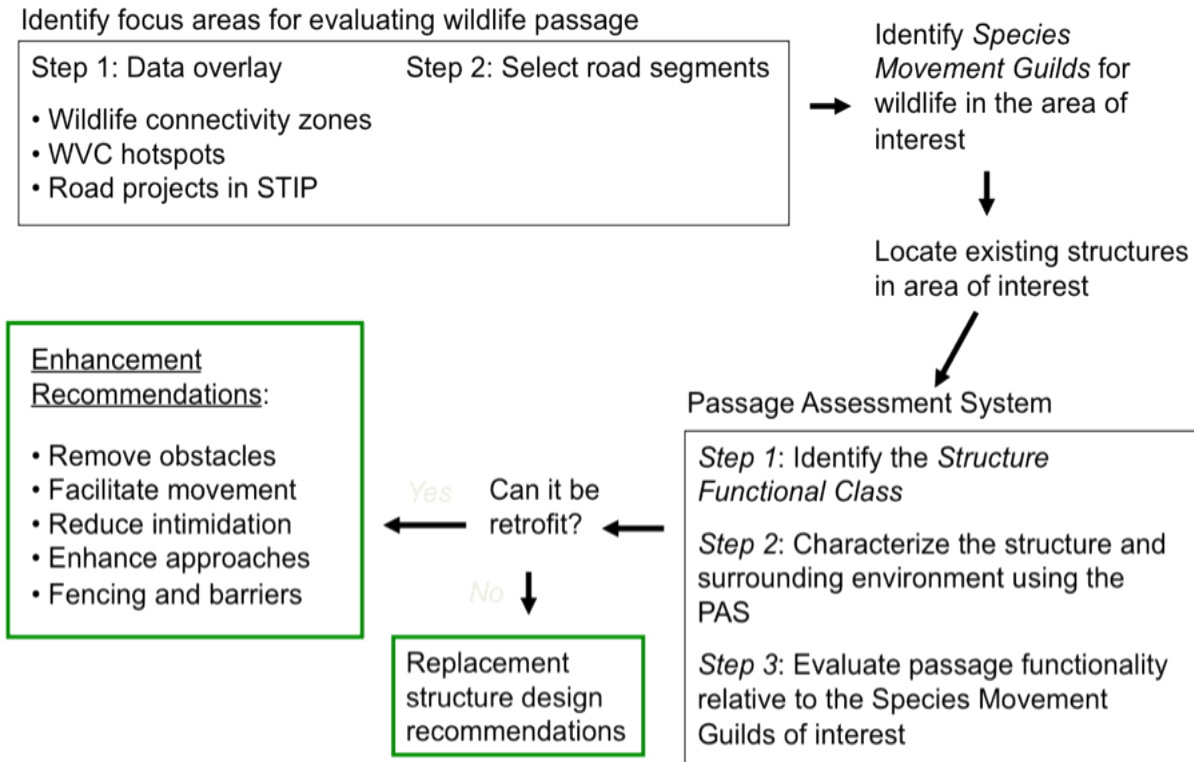 Identify focus areas for evaluating wildlife passage
Step 1: Data overlay
• Wildlife connectivity zones
• WVC hotspots
• Road projects in STIP
Step 2: Select road segments
Identify Species
Movement Guilds for
wildlife in the area of
interest
Locate existing structures
in area of interest
Passage Assessment System
Step 1: Identify the Structure
Functional Class
Step 2: Characterize the structure and
surrounding environment using the
PAS
Step 3: Evaluate passage functionality
relative to the Species Movement
Guilds of interest
Can it be
retrofit?
Yes
Enhancement
Recommendations:
• Remove obstacles
• Facilitate movement
• Reduce intimidation
• Enhance approaches
• Fencing and barriers
No
Replacement
structure design
recommendations